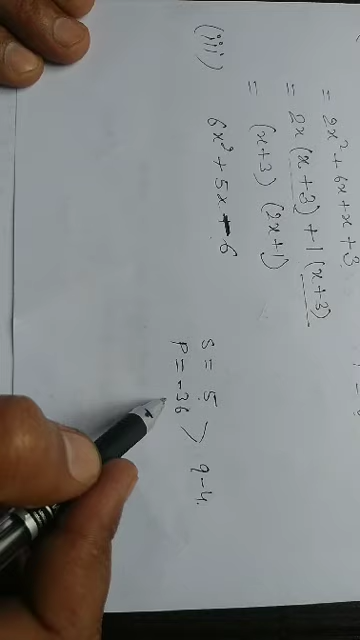 = 2x² + 6x + x + 3
= 2x (x + 3) + 1 (x + 3)
= (x + 3) (2x + 1)
(iii) 6x² + 5x - 6
S = 5
P = -36 > 9 - 4